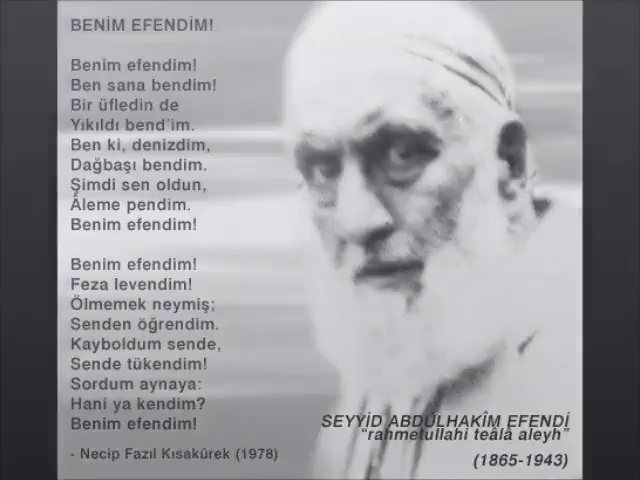 BENİM EFENDİM!
Benim efendim!
Ben sana bendim!
Bir üfledin de
Yıkıldı bend'im.
Ben ki, denizdim,
Dağbaşı bendim.
Şimdi sen oldun,
Âleme pendim.
Benim efendim!
Benim efendim!
Feza levendim!
Ölmemek neymiş;
Senden öğrendim.
Kayboldum sende,
Sende tükendim!
Sordum aynaya:
Hani ya kendim?
Benim efendim!
- Necip Fazıl Kısakürek (1978)
SEYYİD ABDÜLHAKÎM EFENDİ
"rahmetullahi teâlâ aleyh"
(1865-1943)